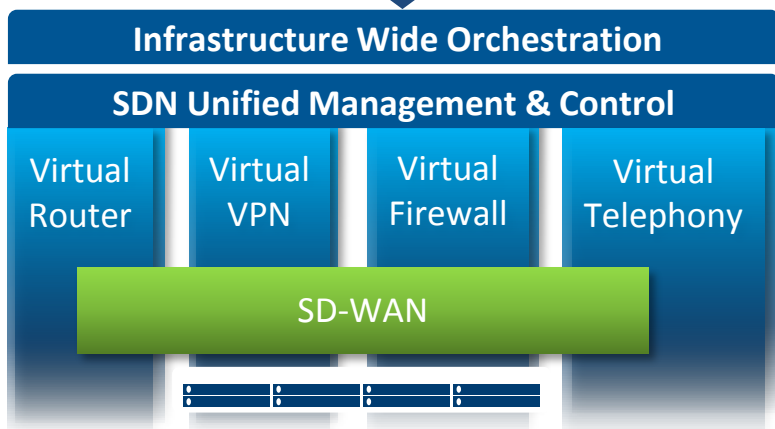 Infrastructure Wide Orchestration
SDN Unified Management & Control
Virtual
Router
Virtual
VPN
Virtual
Firewall
Virtual
Telephony
SD-WAN